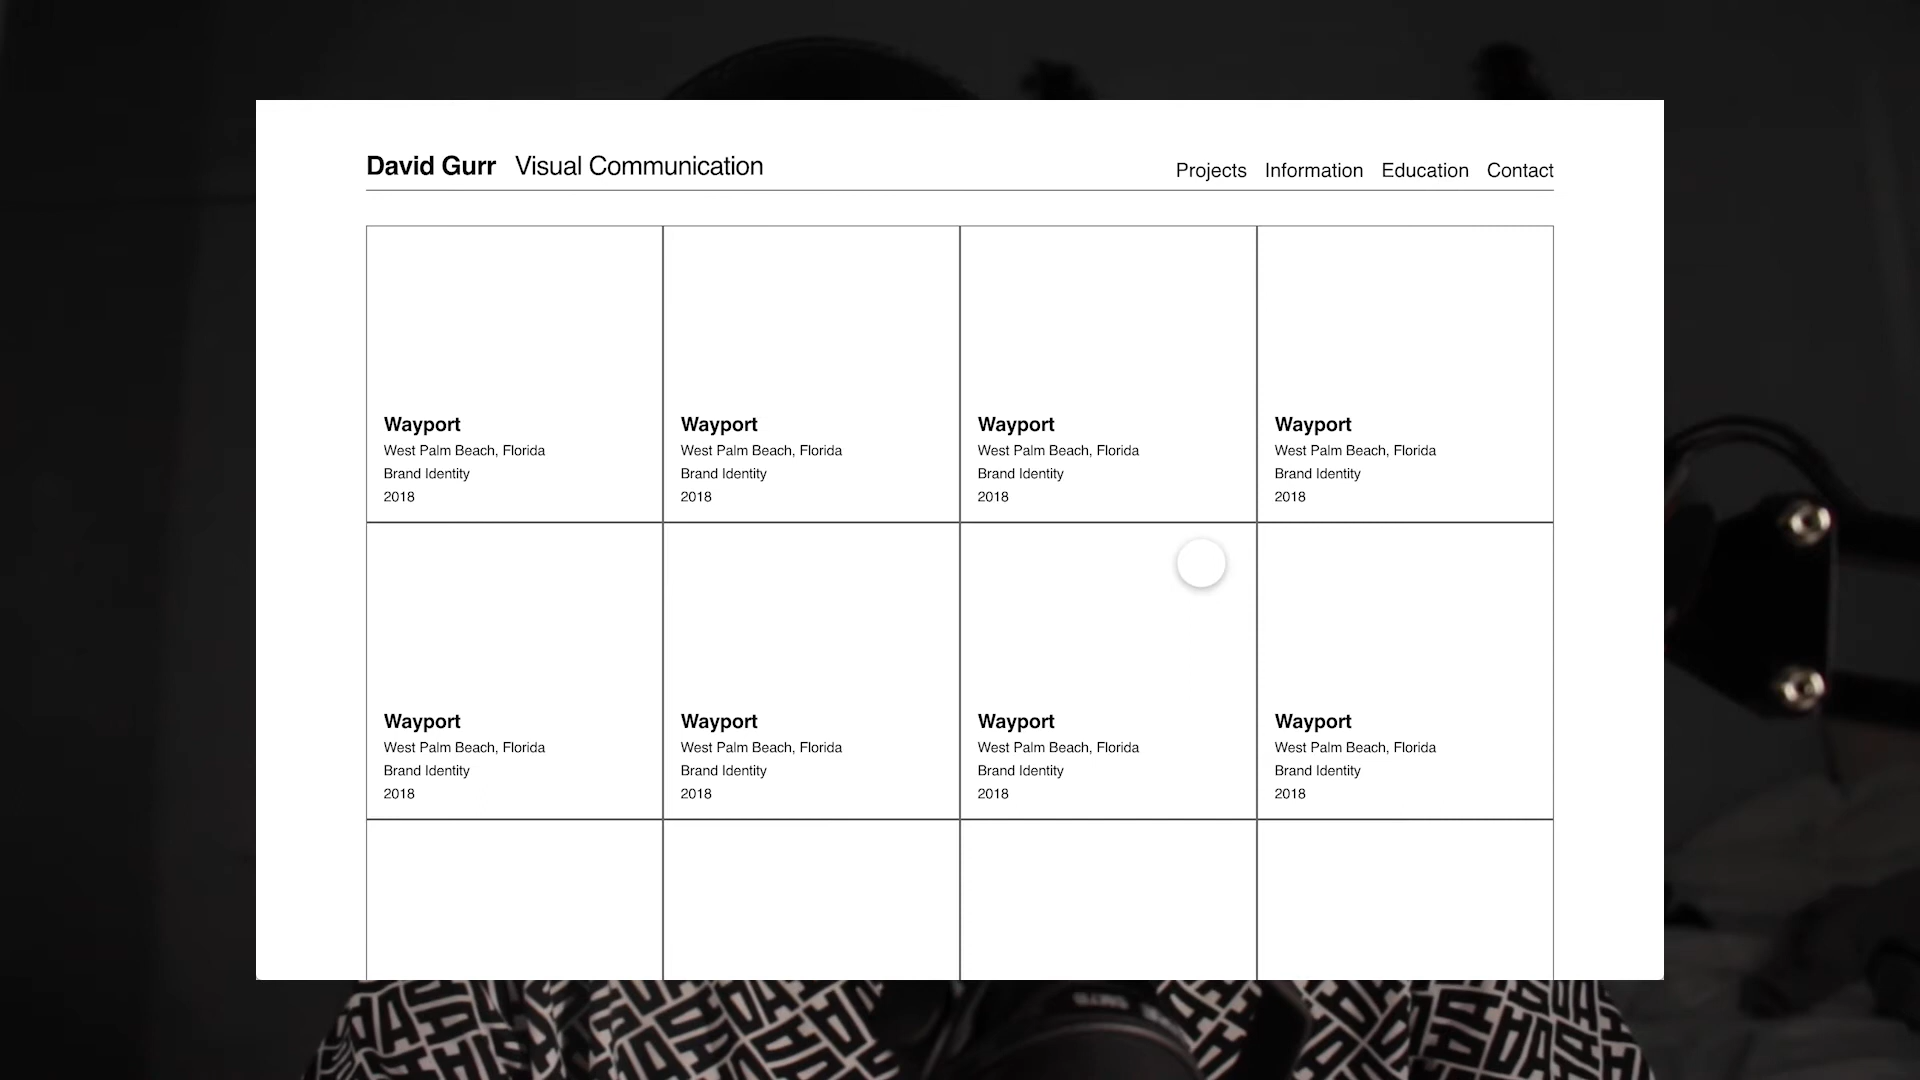 David Gurr Visual Communication
Projects Information Education Contact
Wayport
West Palm Beach, Florida
Brand Identity
2018
Wayport
West Palm Beach, Florida
Brand Identity
2018
Wayport
West Palm Beach, Florida
Brand Identity
2018
Wayport
West Palm Beach, Florida
Brand Identity
2018
Wayport
West Palm Beach, Florida
Brand Identity
2018
Wayport
West Palm Beach, Florida
Brand Identity
2018
Wayport
West Palm Beach, Florida
Brand Identity
2018
Wayport
West Palm Beach, Florida
Brand Identity
2018